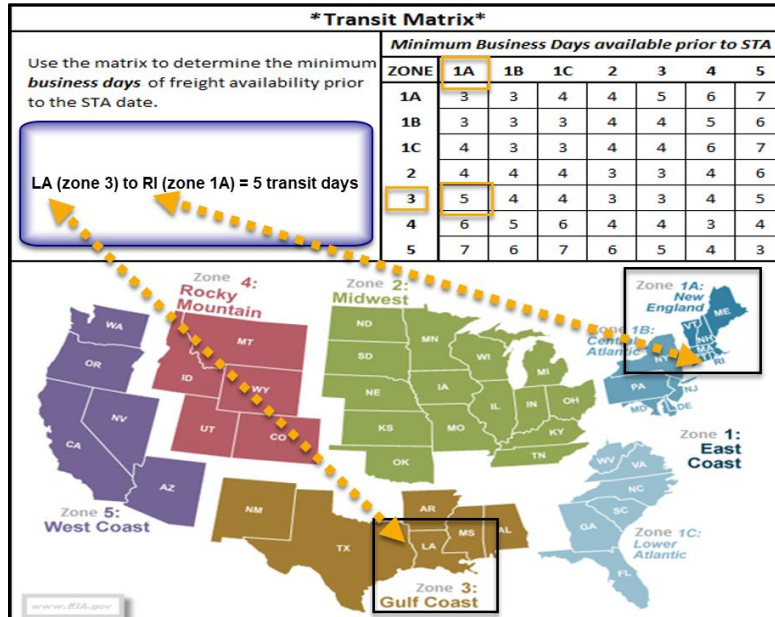 *Transit Matrix*
Use the matrix to determine the minimum
business days of freight availability prior
to the STA date.
LA (zone 3) to RI (zone 1A) = 5 transit days
Minimum Business Days available prior to STA
ZONE 1A 1B 1C 2 3 4 5
1A 3 3 4 4 5 6 7
1B 3 3 3 4 4 5 6
1C 4 3 3 4 4 6 7
2 4 4 4 3 3 4 6
3 5 4 4 3 3 4 5
4 6 5 6 4 4 3 4
5 7 6 7 6 5 4 3
Zone 4:
Rocky
Mountain
Zone 2:
Midwest
Zone 1A:
New
England
Zone 1B:
Central
Atlantic
Zone 1:
East
Coast
Zone 1C:
Lower
Atlantic
Zone 5:
West Coast
Zone 3:
Gulf Coast
WA
OR
NV
CA
AZ
MT
ID
WY
UT
CO
ND
SD
NE
KS
OK
MN
IA
MO
WI
IL
MI
IN
OH
KY
TN
ME
VT
NH
MA
RI
NY
PA
NJ
MD
DE
WV
VA
NC
SC
GA
FL
NM
TX
AR
LA
MS
AL
www.EIA.gov